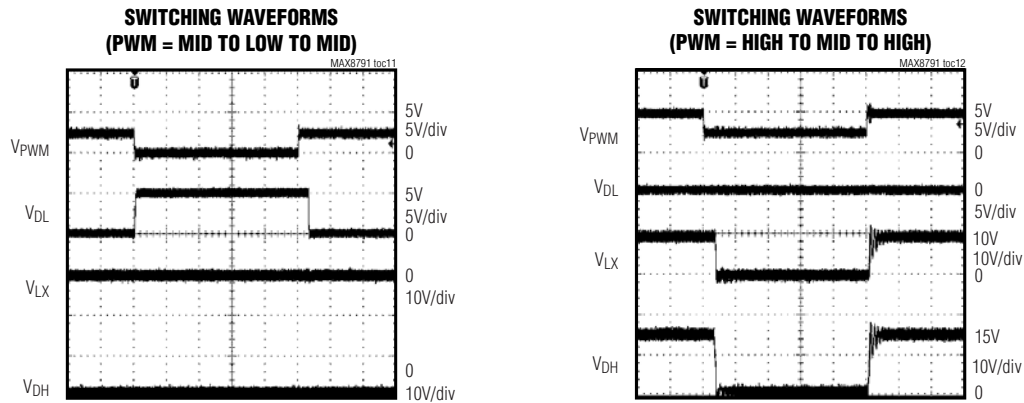 SWITCHING WAVEFORMS
(PWM = MID TO LOW TO MID)
MAX8791 toc11
T
VPWM
5V
5V/div
0
VDL
5V
5V/div
0
VLX
0
10V/div
VDH
0
10V/div
SWITCHING WAVEFORMS
(PWM = HIGH TO MID TO HIGH)
MAX8791 toc12
T
VPWM
5V
5V/div
0
VDL
0
5V/div
VLX
10V
10V/div
0
VDH
15V
10V/div
0